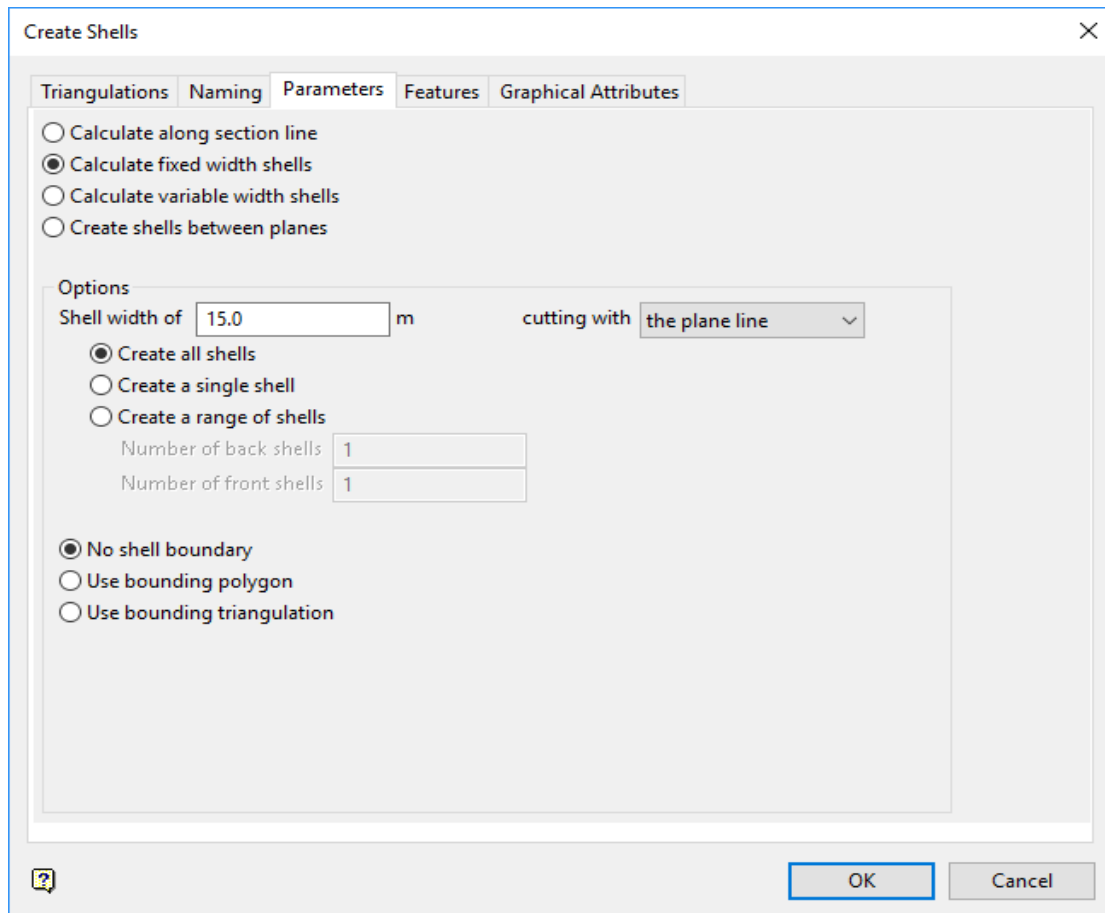 Create Shells
Triangulations Naming Parameters Features Graphical Attributes
Calculate along section line
Calculate fixed width shells
Calculate variable width shells
Create shells between planes
Options
Shell width of 15.0 m cutting with the plane line
Create all shells
Create a single shell
Create a range of shells
Number of back shells 1
Number of front shells 1
No shell boundary
Use bounding polygon
Use bounding triangulation
? OK Cancel